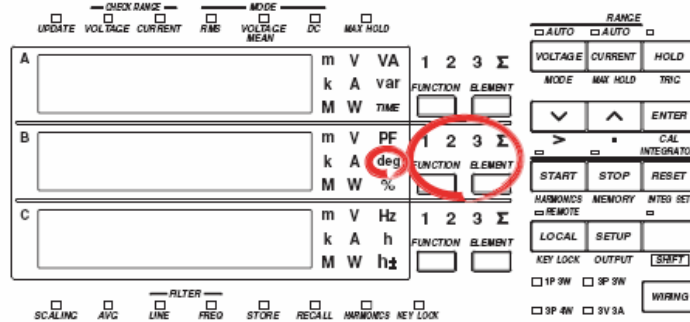 CHECK RANGE MODE RANGE
UPDATE VOLTAGE CURRENT RMS VOLTAGE MEAN DC MAX HOLD
AUTO AUTO
A m V VA 1 2 3 Σ
VOLTAGE CURRENT HOLD
k A var FUNCTION ELEMENT
MODE MAX HOLD TRIG
M W TIME
∨ ∧ ENTER
B m V PF 1 2 3 Σ
> . CAL
INTEGRATO
k A deg FUNCTION ELEMENT
START STOP RESET
M W %
HARMONICS MEMORY INTEG SET
REMOTE
C m V Hz 1 2 3 Σ
LOCAL SETUP
k A h FUNCTION ELEMENT
KEY LOCK OUTPUT SHIFT
M W h±
1P 3W 3P 3W
WIRING
FILTER
3P 4W 3V 3A
SCALING AVG LINE FREQ STORE RECALL HARMONICS KEY LOCK